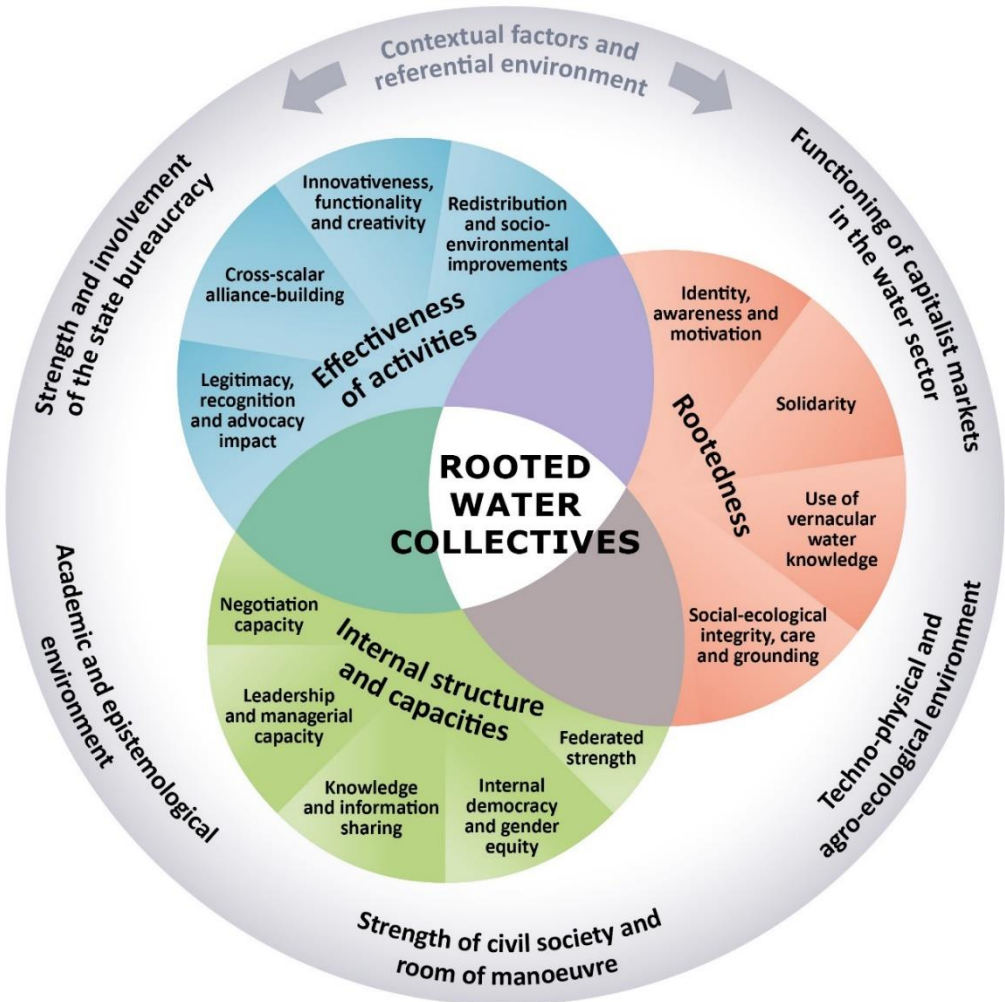 Contextual factors and
referential environment
Strength and involvement
of the state bureaucracy
Functioning of capitalist markets
in the water sector
Innovativeness,
functionality
and creativity
Redistribution
and socio-
environmental
improvements
Cross-scalar
alliance-building
Legitimacy,
recognition
and advocacy
impact
Effectiveness
of activities
Identity,
awareness and
motivation
Solidarity
Use of
vernacular
water
knowledge
Social-ecological
integrity, care
and grounding
Rootedness
ROOTED
WATER
COLLECTIVES
Negotiation
capacity
Internal structure
and capacities
Leadership
and managerial
capacity
Knowledge
and information
sharing
Internal
democracy
and gender
equity
Federated
strength
Academic and epistemological
environment
Techno-physical and
agro-ecological environment
Strength of civil society and
room of manoeuvre